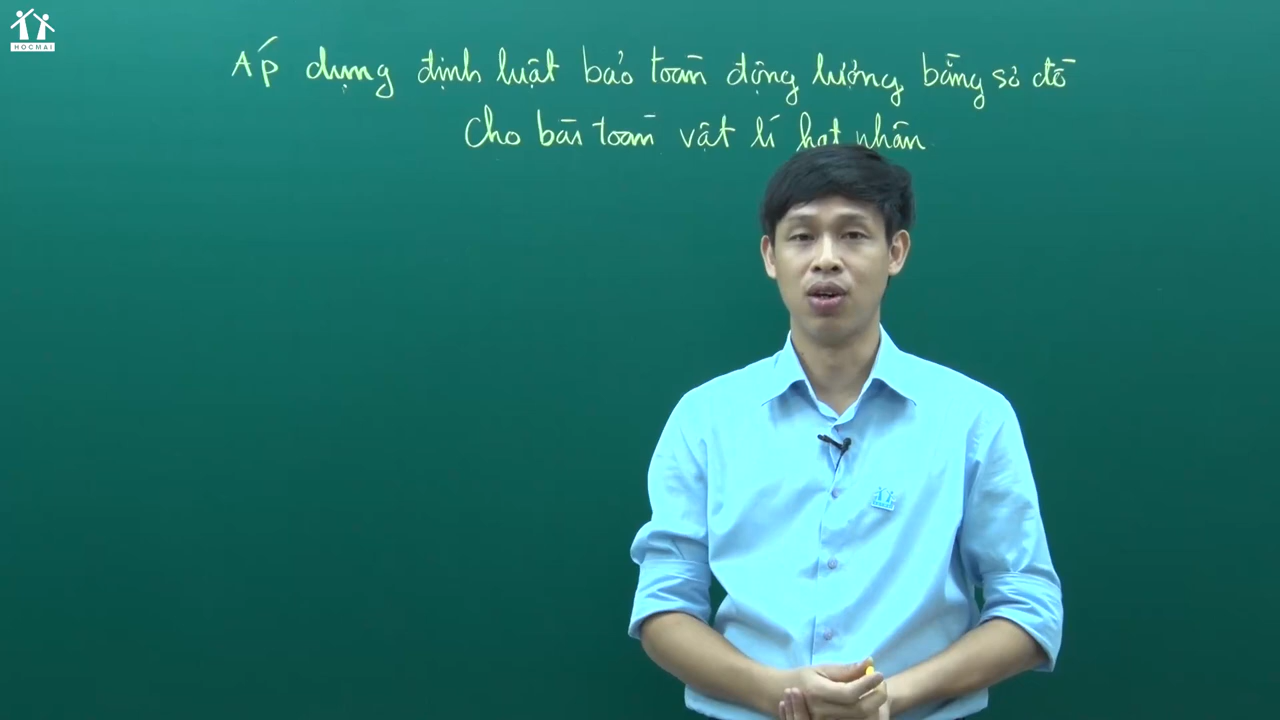 HOCMAI
Áp dụng định luật bảo toàn động lượng bằng sơ đồ
Cho bài toán vật lí hạt nhân